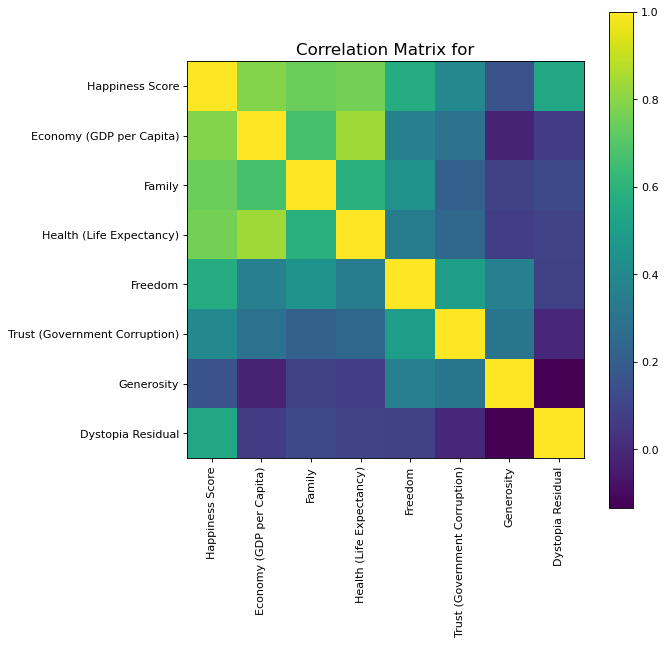 Correlation Matrix for
Happiness Score
Economy (GDP per Capita)
Family
Health (Life Expectancy)
Freedom
Trust (Government Corruption)
Generosity
Dystopia Residual
Happiness Score
Economy (GDP per Capita)
Family
Health (Life Expectancy)
Freedom
Trust (Government Corruption)
Generosity
Dystopia Residual
1.0
0.8
0.6
0.4
0.2
0.0